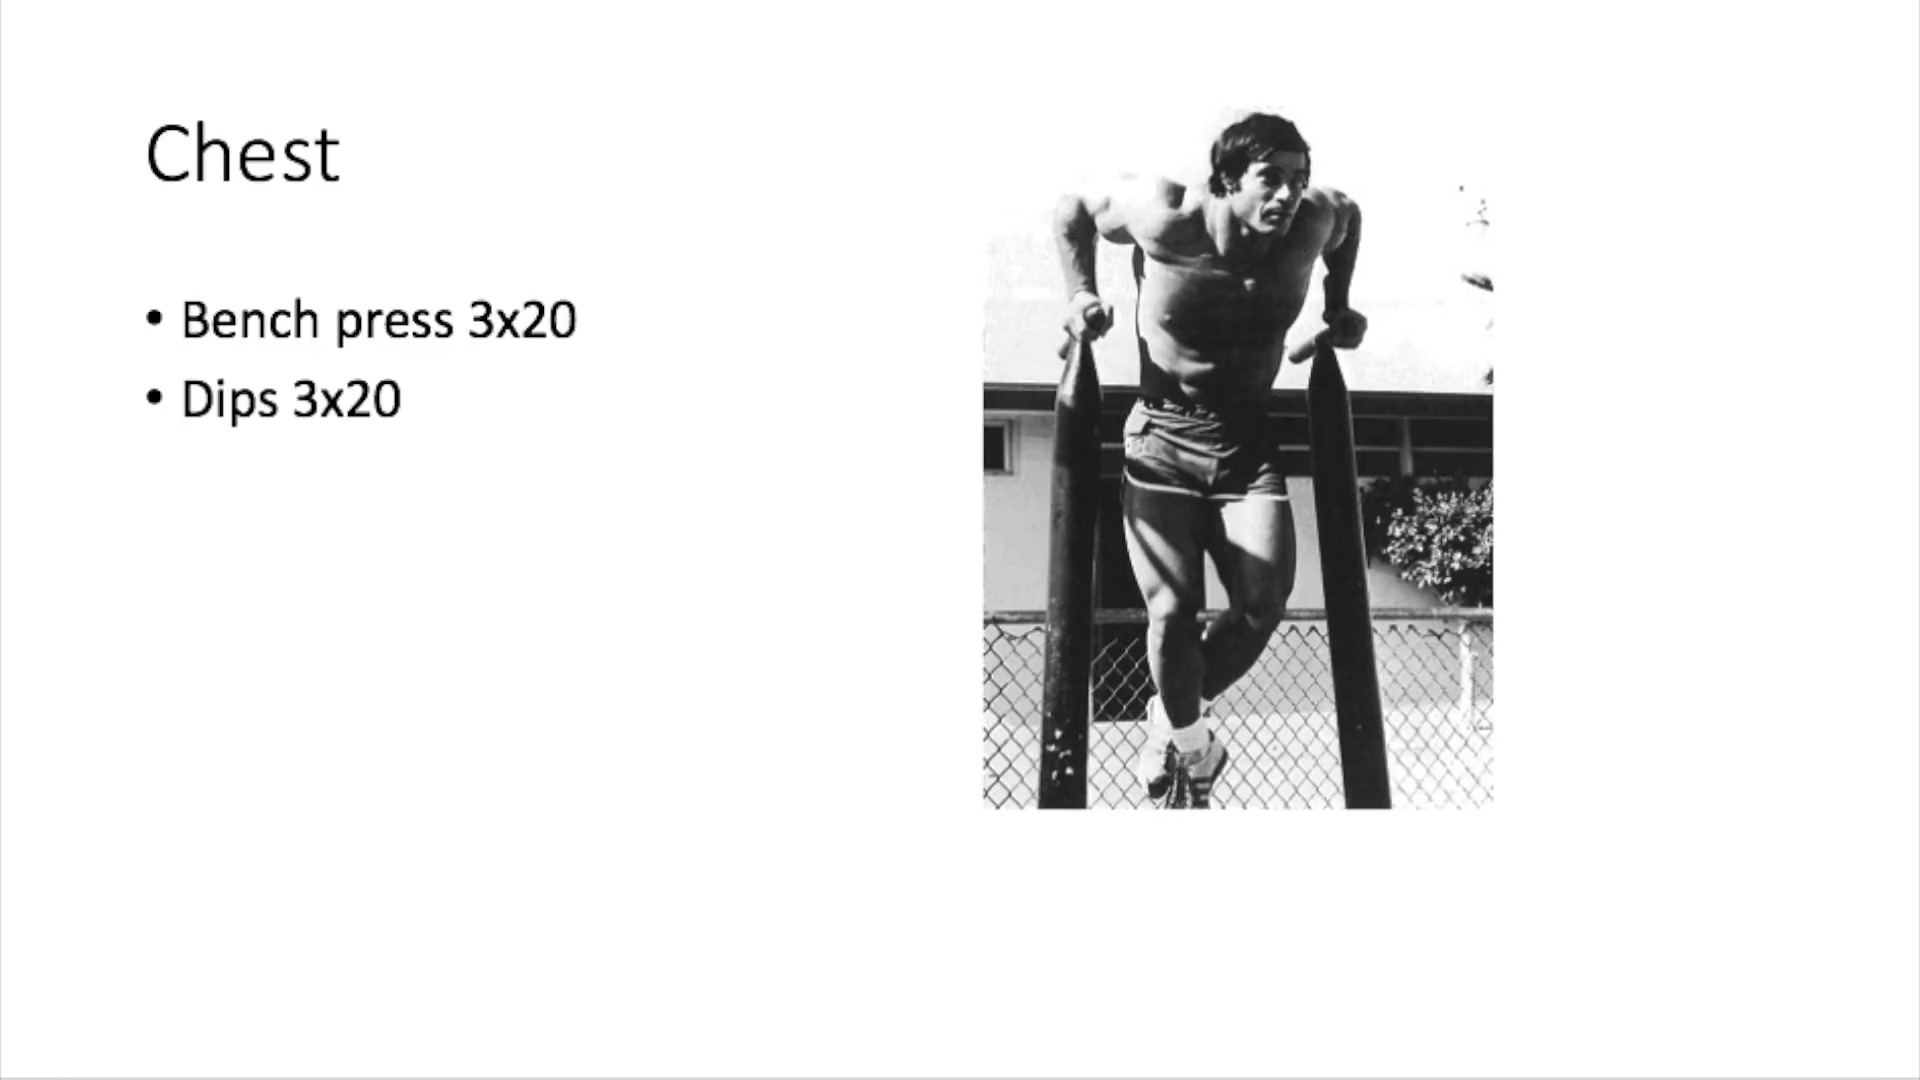 Chest
• Bench press 3x20
• Dips 3x20